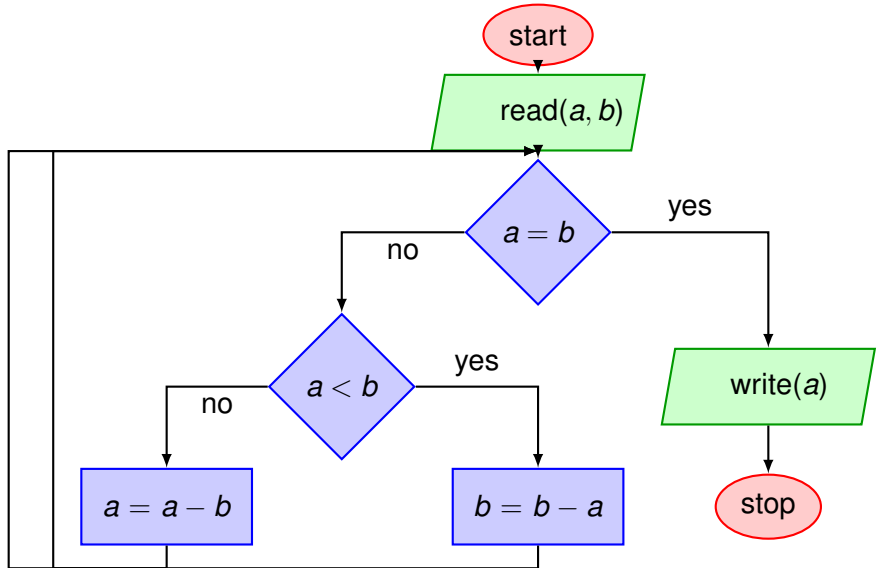 start
read(a, b)
a = b
yes
no
a < b
yes
no
write(a)
a = a − b
b = b − a
stop